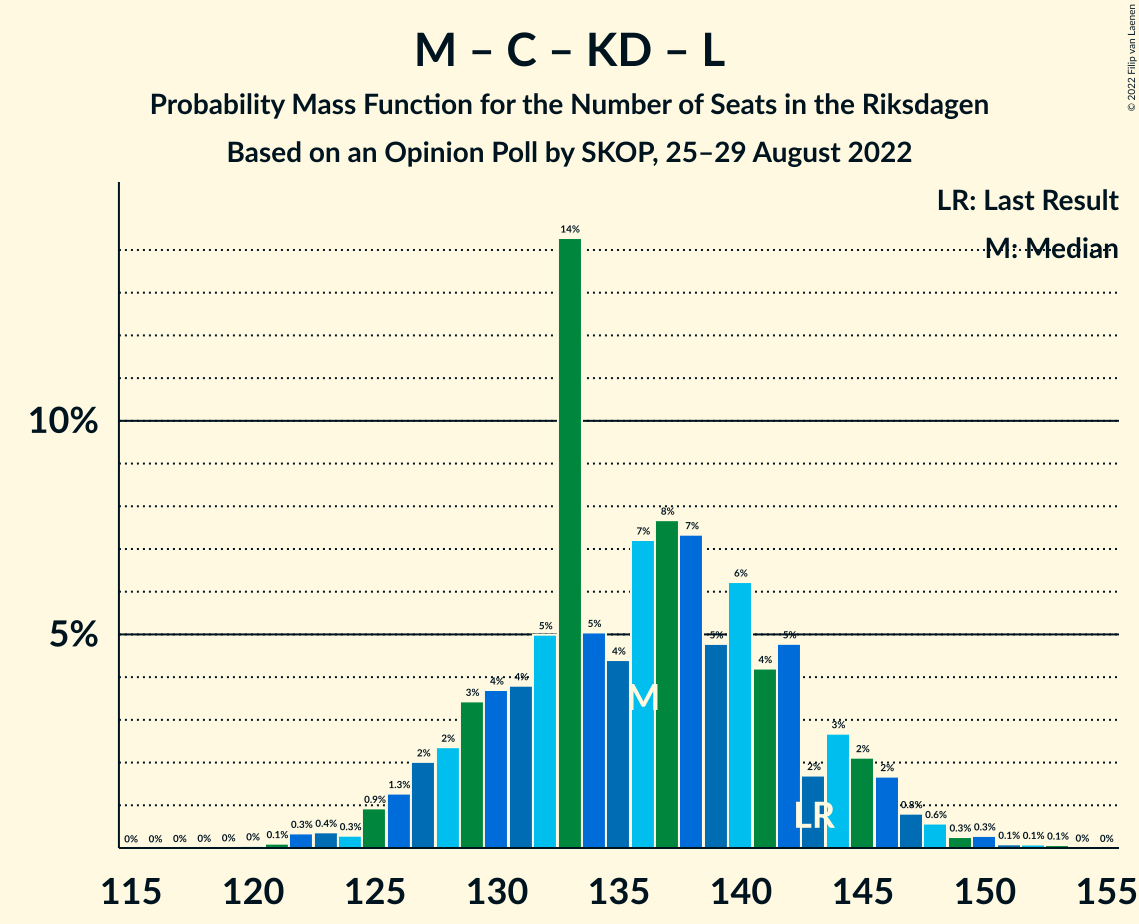 © 2022 Filip van Laenen
M – C – KD – L
Probability Mass Function for the Number of Seats in the Riksdagen
Based on an Opinion Poll by SKOP, 25–29 August 2022
LR: Last Result
M: Median
10%
5%
0% 0% 0% 0% 0% 0% 0.1% 0.3% 0.4% 0.3% 0.9% 1.3% 2% 2% 3% 4% 4% 5% 14% 5% 4% 7% 8% 7% 5% 6% 4% 5% 2% 3% 2% 2% 0.8% 0.6% 0.3% 0.3% 0.1% 0.1% 0.1% 0% 0%
M
LR
115 120 125 130 135 140 145 150 155